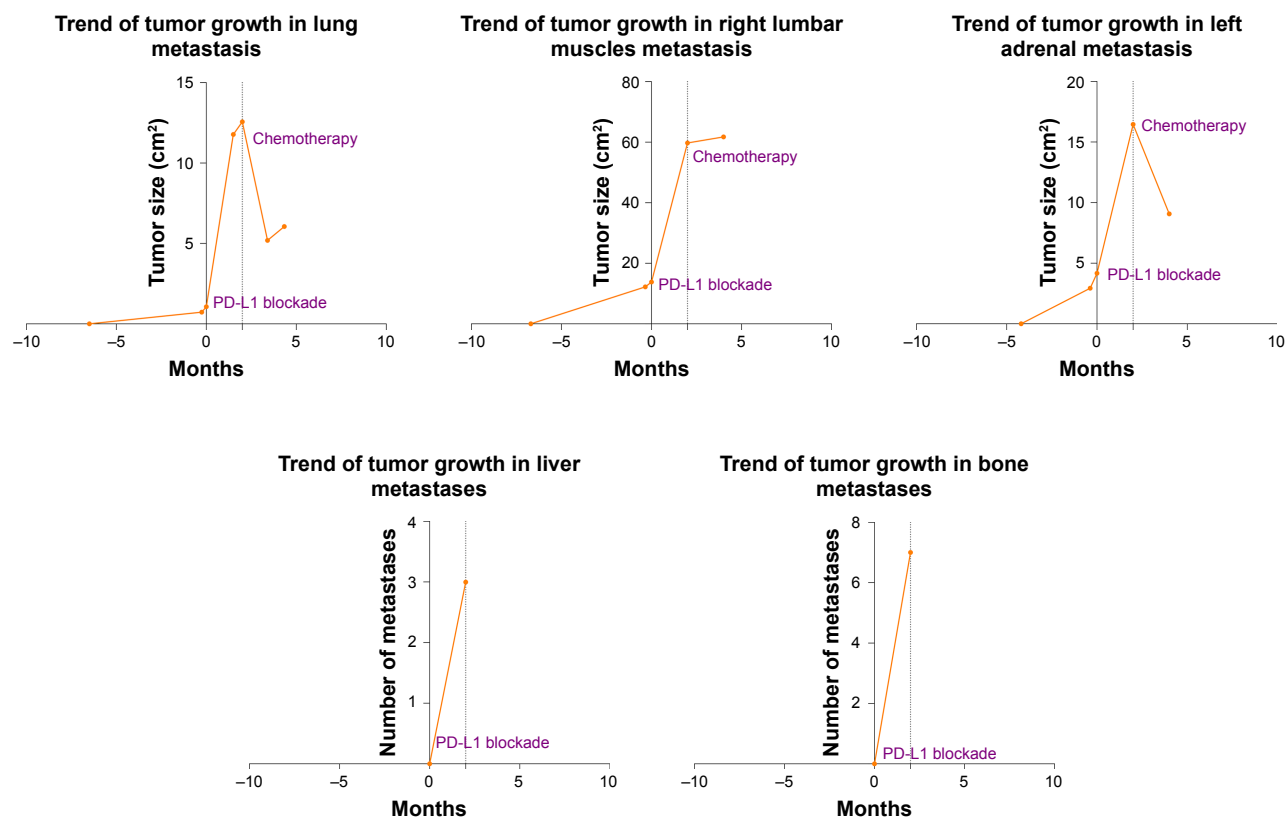 Trend of tumor growth in lung
metastasis
Tumor size (cm²)
15
10
5
Chemotherapy
PD-L1 blockade
–10
–5
0
5
10
Months
Trend of tumor growth in right lumbar
muscles metastasis
Tumor size (cm²)
80
60
40
20
Chemotherapy
PD-L1 blockade
–10
–5
0
5
10
Months
Trend of tumor growth in left
adrenal metastasis
Tumor size (cm²)
20
15
10
5
Chemotherapy
PD-L1 blockade
–10
–5
0
5
10
Months
Trend of tumor growth in liver
metastases
Number of metastases
4
3
2
1
PD-L1 blockade
–10
–5
0
5
10
Months
Trend of tumor growth in bone
metastases
Number of metastases
8
6
4
2
PD-L1 blockade
–10
–5
0
5
10
Months